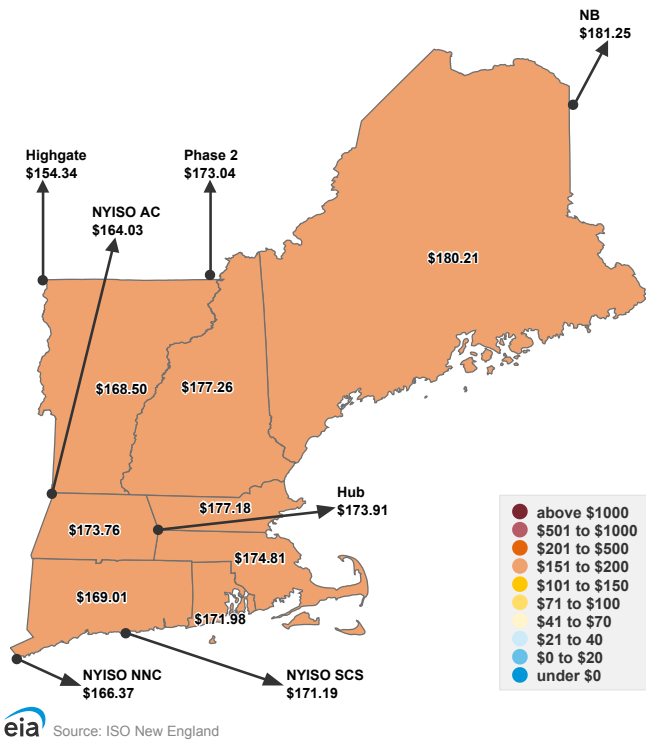 NB
$181.25
Highgate
$154.34
Phase 2
$173.04
NYISO AC
$164.03
$180.21
$168.50
$177.26
Hub
$173.91
$177.18
$173.76
$174.81
$169.01
$171.98
NYISO NNC
$166.37
NYISO SCS
$171.19
above $1000
$501 to $1000
$201 to $500
$151 to $200
$101 to $150
$71 to $100
$41 to $70
$21 to 40
$0 to $20
under $0
eia Source: ISO New England